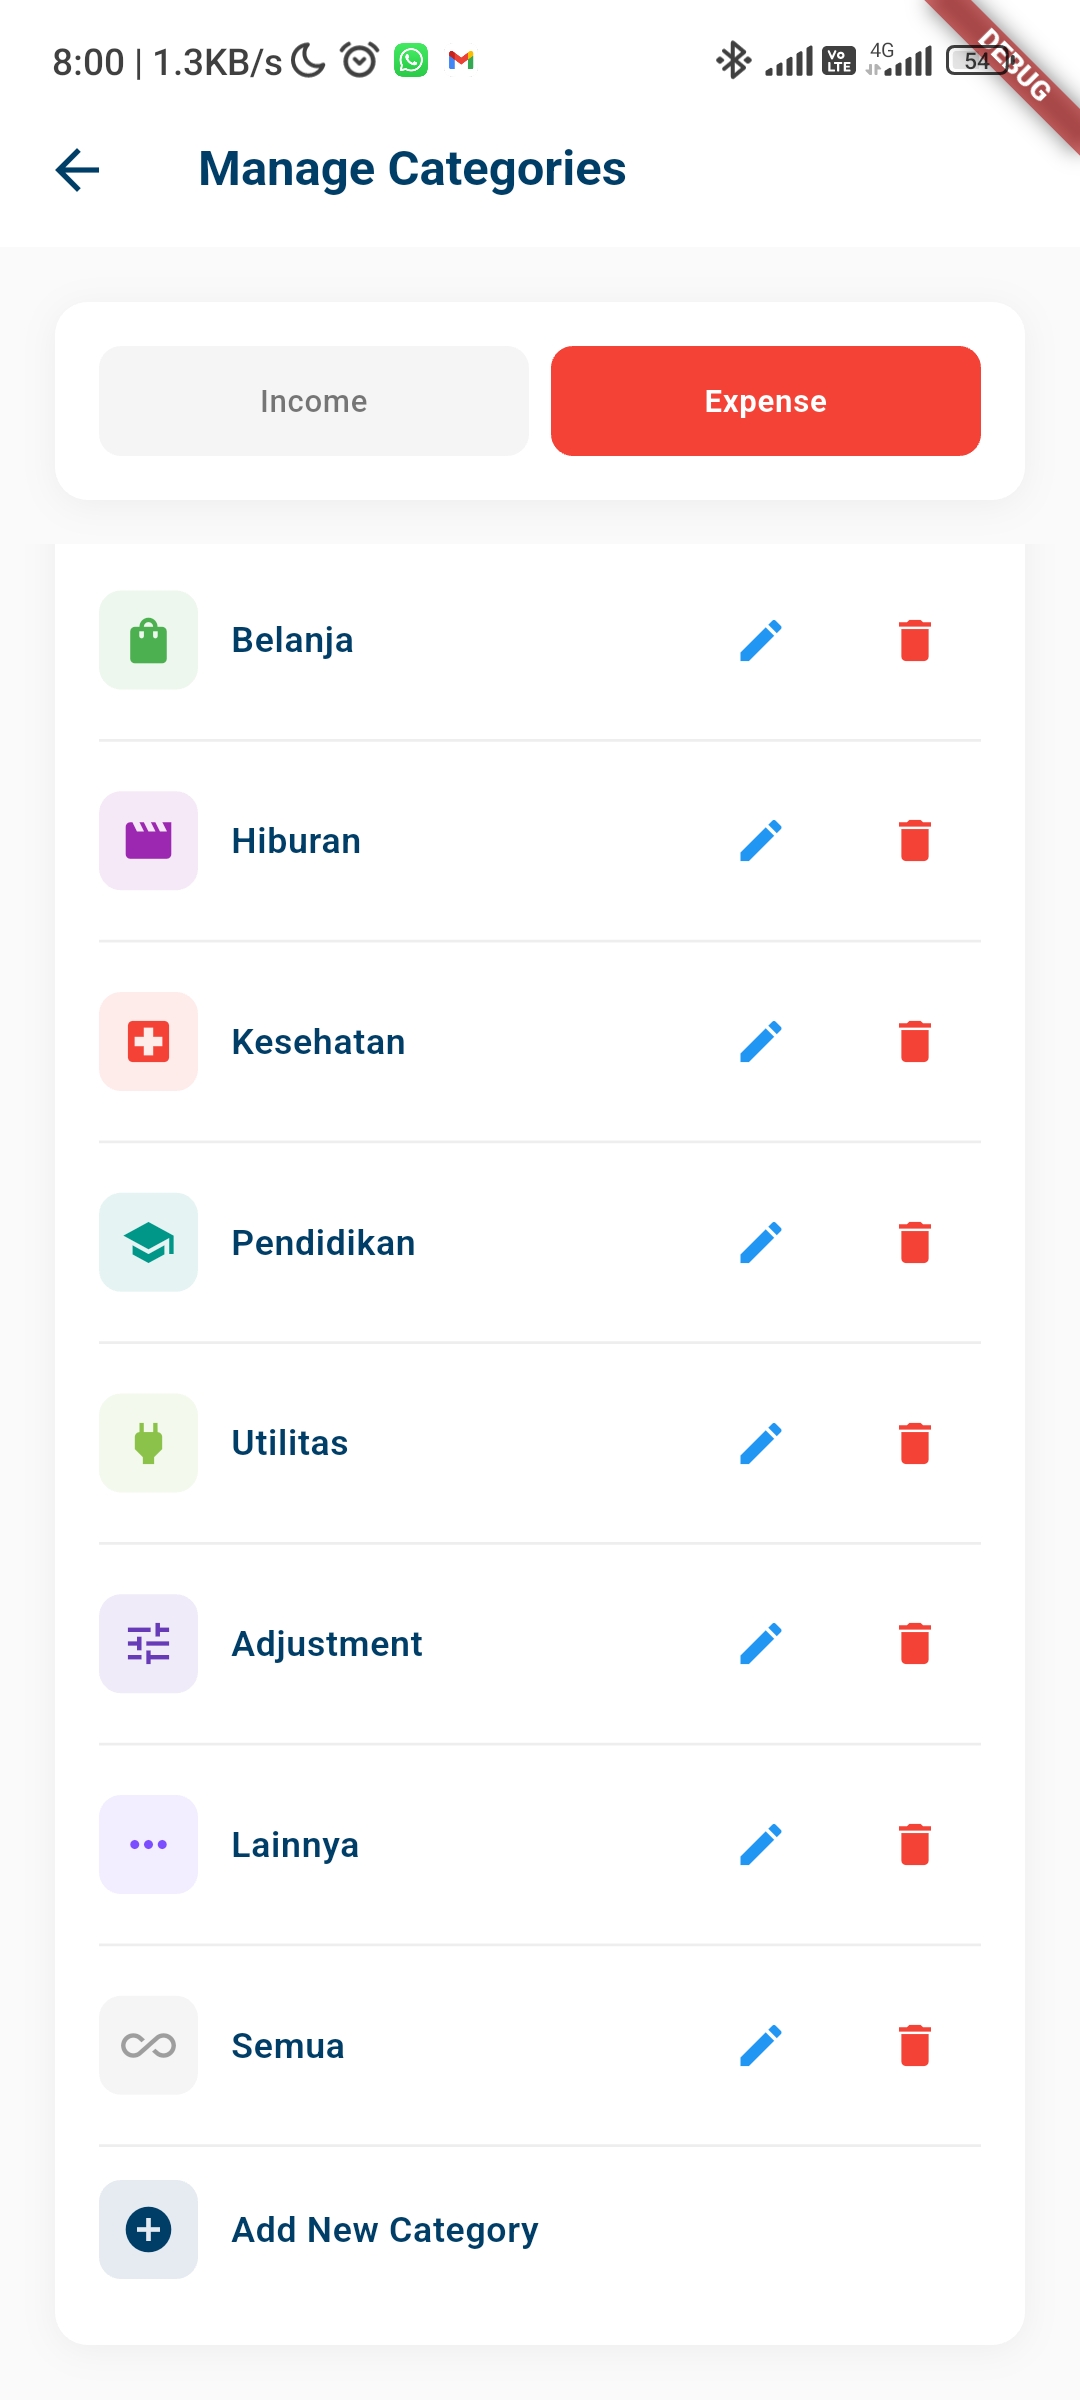 8:00 | 1.3KB/s
Vo LTE
4G
54
DEBUG
Manage Categories
Income
Expense
Belanja
Hiburan
Kesehatan
Pendidikan
Utilitas
Adjustment
Lainnya
Semua
Add New Category